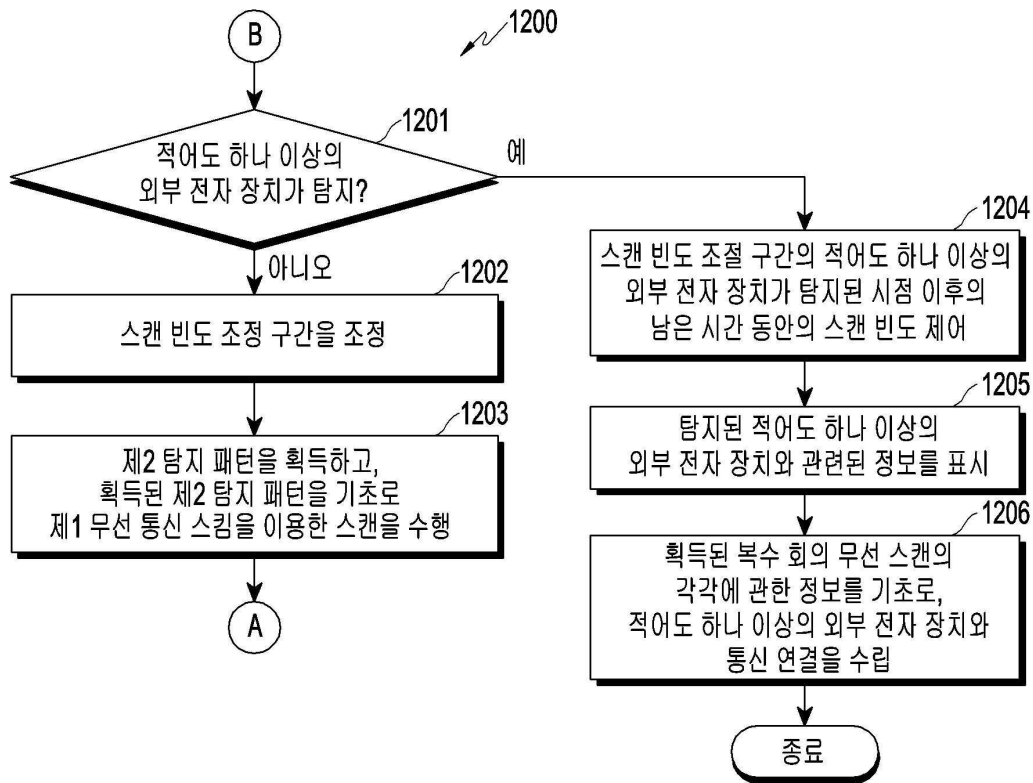 B
1200
1201
적어도 하나 이상의
외부 전자 장치가 탐지?
예
아니오
1202
스캔 빈도 조정 구간을 조정
1203
제2 탐지 패턴을 획득하고,
획득된 제2 탐지 패턴을 기초로
제1 무선 통신 스킴을 이용한 스캔을 수행
A
1204
스캔 빈도 조절 구간의 적어도 하나 이상의
외부 전자 장치가 탐지된 시점 이후의
남은 시간 동안의 스캔 빈도 제어
1205
탐지된 적어도 하나 이상의
외부 전자 장치와 관련된 정보를 표시
1206
획득된 복수 회의 무선 스캔의
각각에 관한 정보를 기초로,
적어도 하나 이상의 외부 전자 장치와
통신 연결을 수립
종료